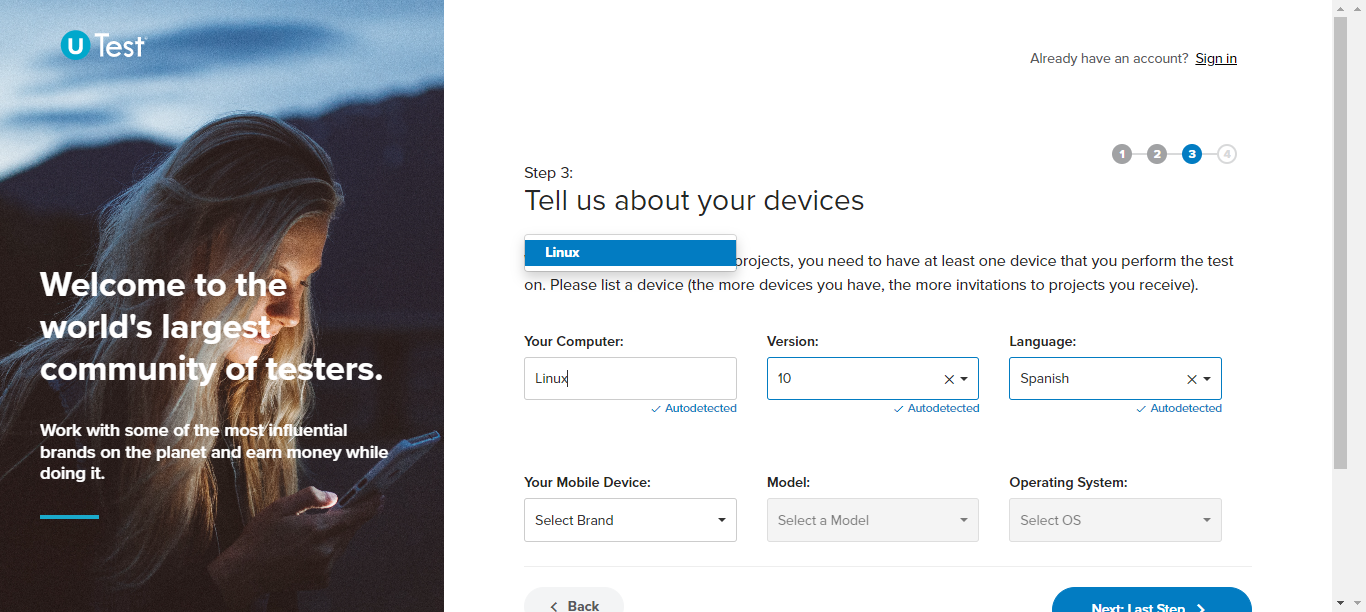 U Test
Already have an account? Sign in
1 2 3 4
Step 3:
Tell us about your devices
Linux
projects, you need to have at least one device that you perform the test
on. Please list a device (the more devices you have, the more invitations to projects you receive).
Welcome to the
world's largest
community of testers.
Work with some of the most influential
brands on the planet and earn money while
doing it.
Your Computer: Version: Language:
Linux 10 Spanish
Autodetected Autodetected Autodetected
Your Mobile Device: Model: Operating System:
Select Brand Select a Model Select OS
Back Next: Last Step